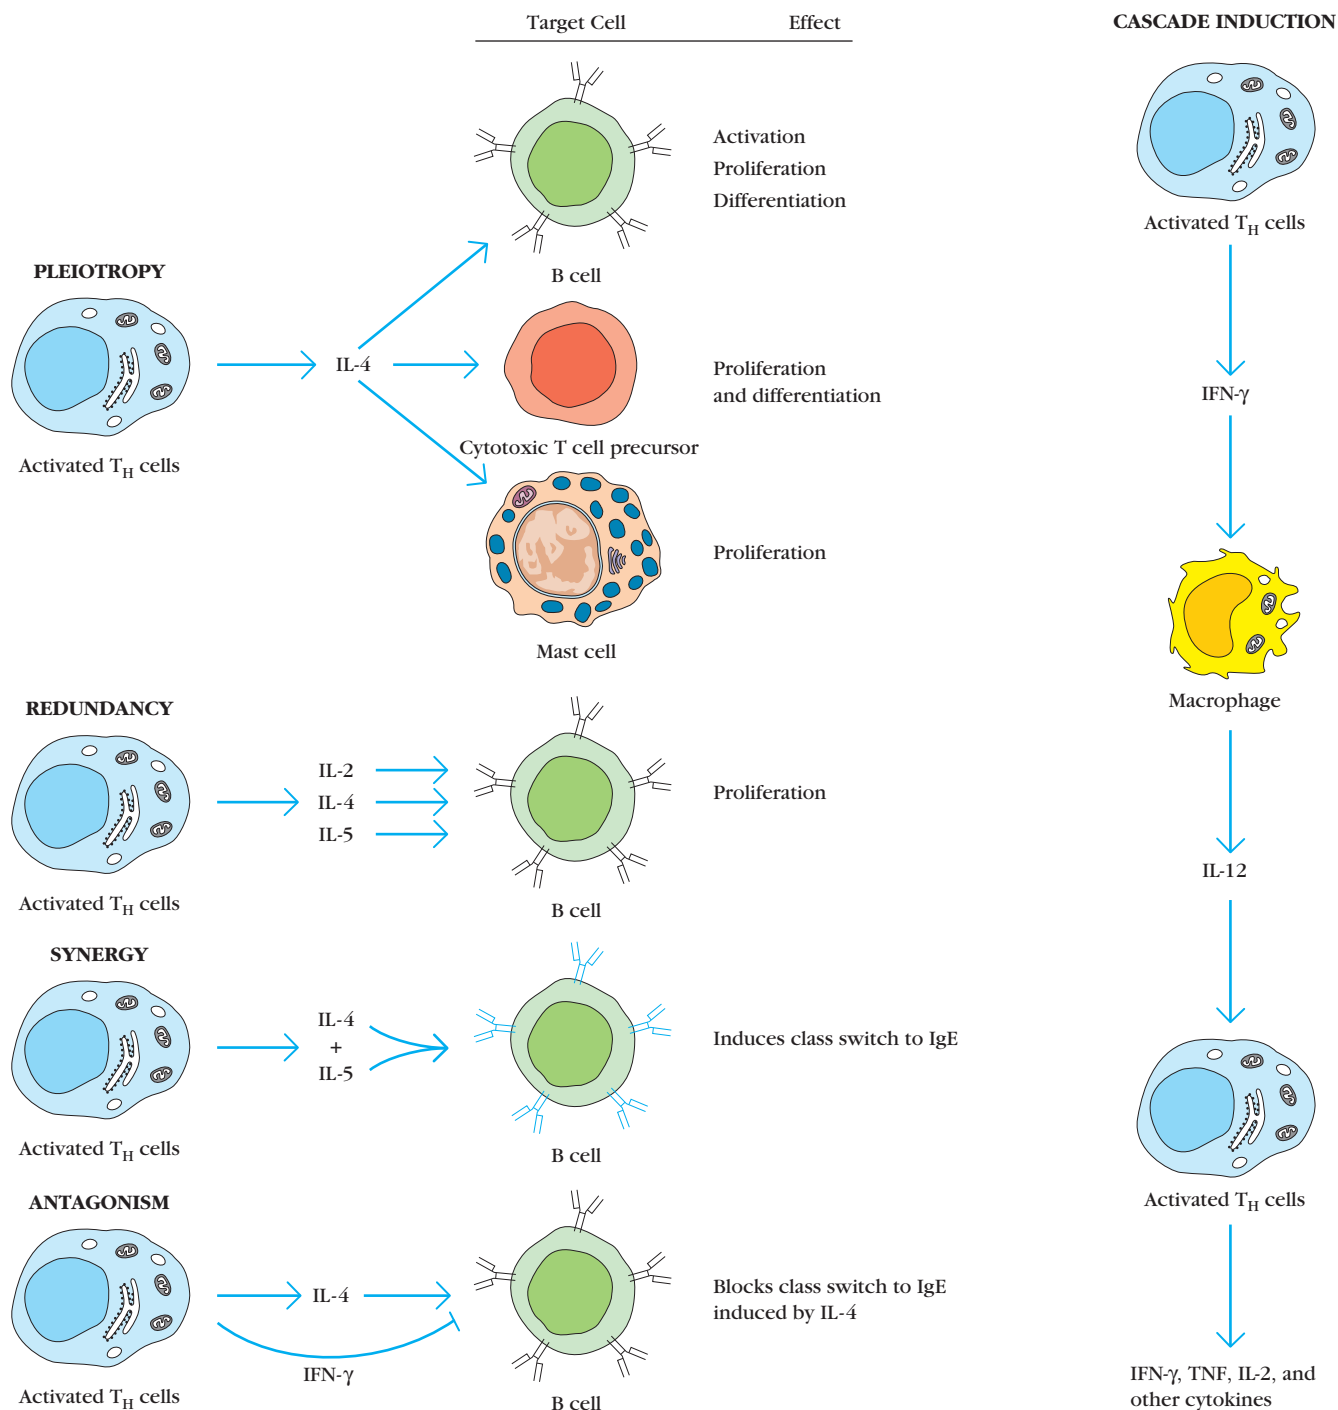 Target Cell Effect
Activation
Proliferation
Differentiation
B cell
PLEIOTROPY
Activated TH cells
IL-4
Proliferation
and differentiation
Cytotoxic T cell precursor
Proliferation
Mast cell
REDUNDANCY
Activated TH cells
IL-2
IL-4
IL-5
Proliferation
B cell
SYNERGY
Activated TH cells
IL-4
+
IL-5
Induces class switch to IgE
B cell
ANTAGONISM
Activated TH cells
IL-4
IFN-γ
Blocks class switch to IgE
induced by IL-4
B cell
CASCADE INDUCTION
Activated TH cells
IFN-γ
Macrophage
IL-12
Activated TH cells
IFN-γ, TNF, IL-2, and
other cytokines